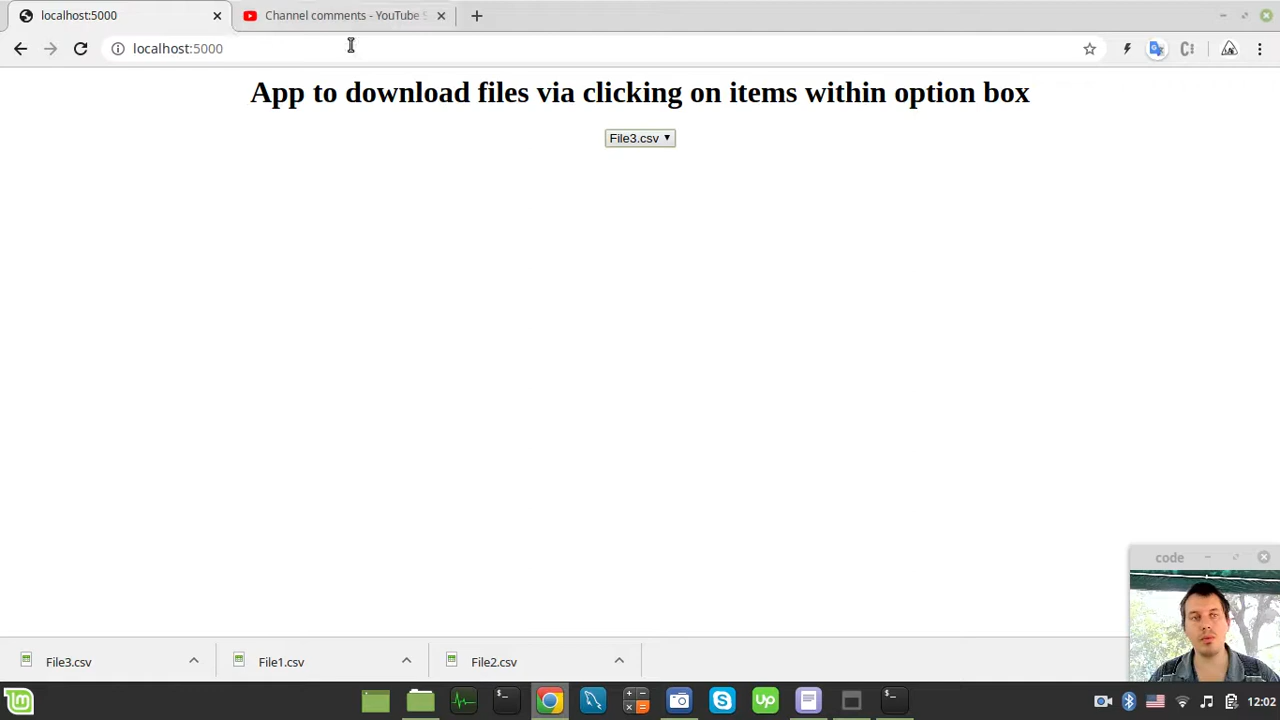 localhost:5000
Channel comments - YouTube
localhost:5000
App to download files via clicking on items within option box
File3.csv
code
File3.csv
File1.csv
File2.csv
12:02